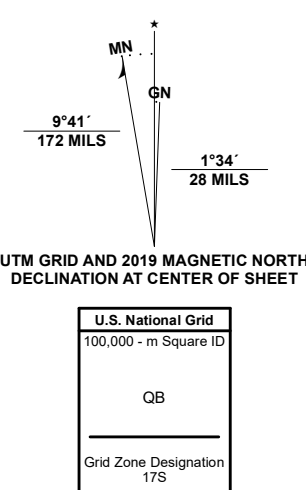 ★
MN
GN
9°41´
172 MILS
1°34´
28 MILS
UTM GRID AND 2019 MAGNETIC NORTH
DECLINATION AT CENTER OF SHEET
U.S. National Grid
100,000 - m Square ID
QB
Grid Zone Designation
17S